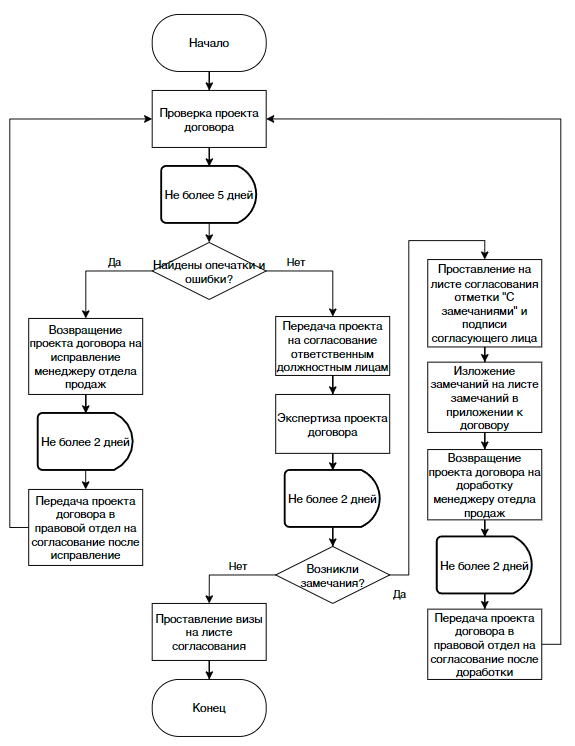 Начало
Проверка проекта
договора
Не более 5 дней
Найдены опечатки и
ошибки?
Да
Нет
Возвращение
проекта договора на
исправление
менеджеру отдела
продаж
Не более 2 дней
Передача проекта
договора в
правовой отдел на
согласование после
исправление
Передача проекта
на согласование
ответственным
должностным лицам
Экспертиза проекта
договора
Не более 2 дней
Возникли
замечания?
Нет
Да
Проставление визы
на листе
согласования
Конец
Проставление на
листе согласования
отметки "С
замечаниями" и
подписи
согласующего лица
Изложение
замечаний на листе
замечаний в
приложении к
договору
Возвращение
проекта договора на
доработку
менеджеру отедла
продаж
Не более 2 дней
Передача проекта
договора в
правовой отдел на
согласование после
доработки